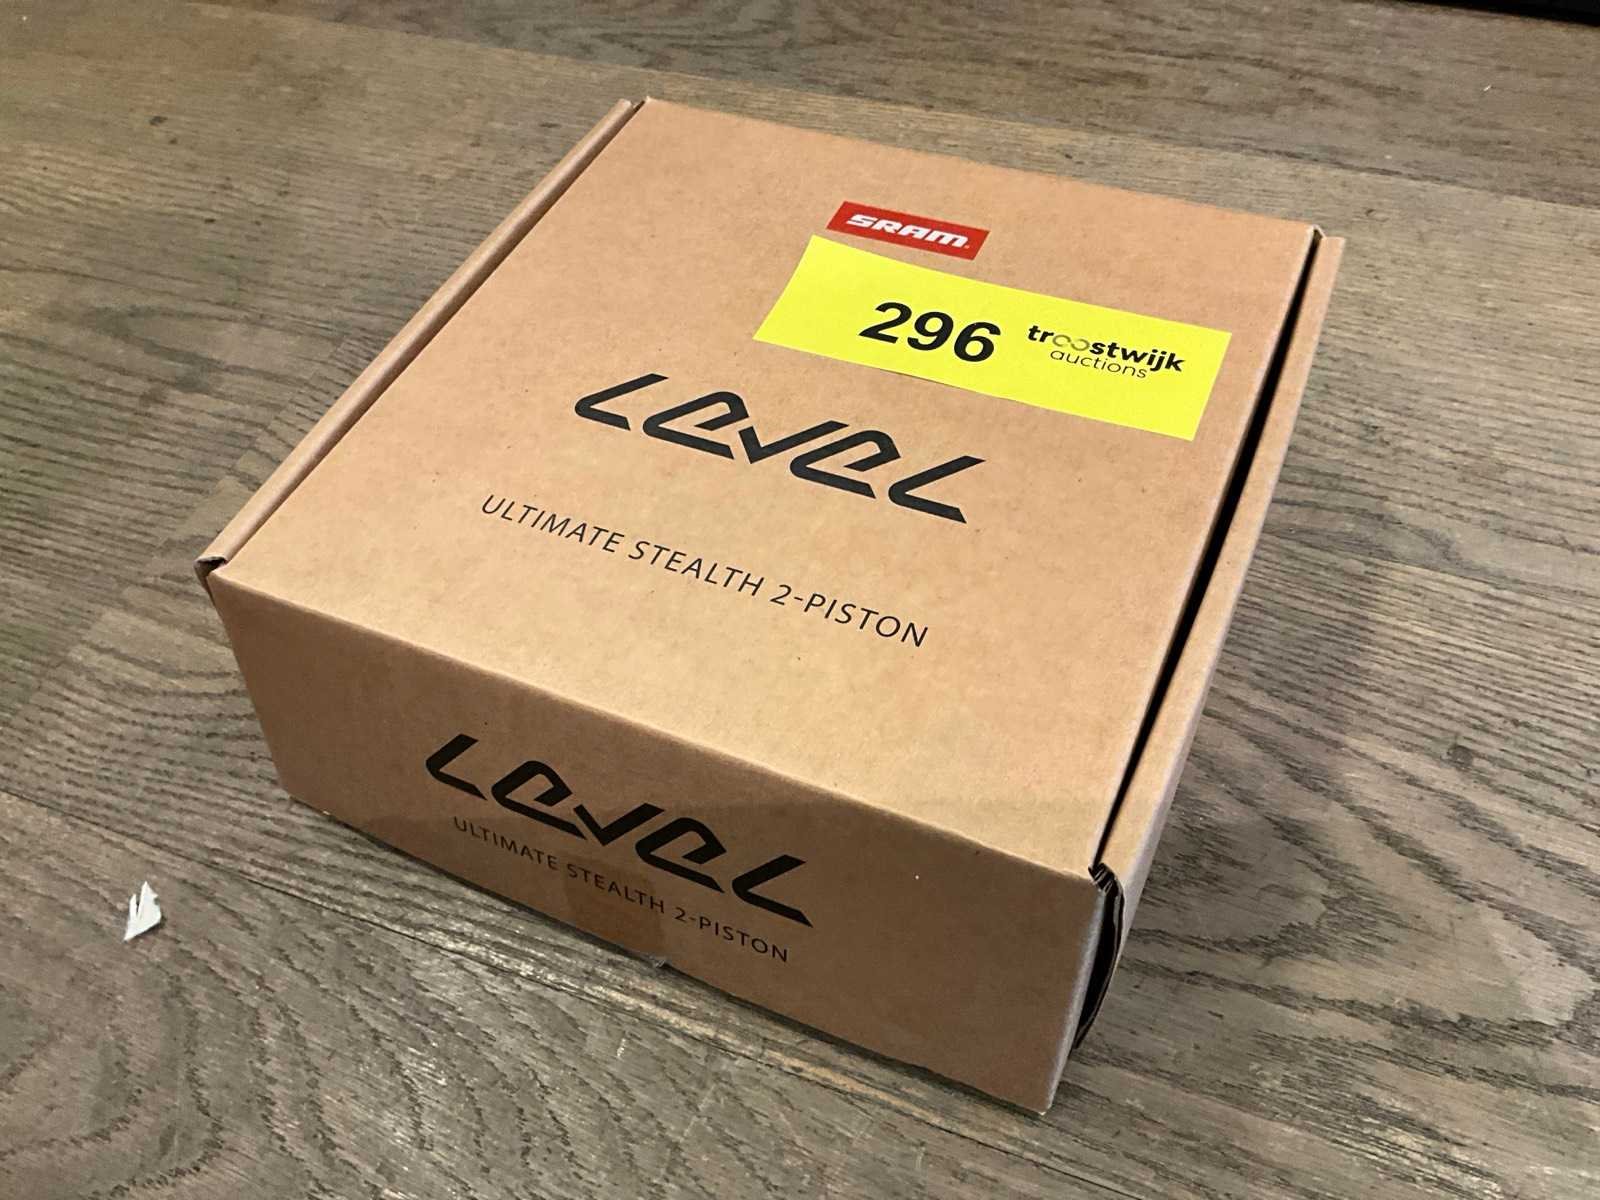 SRAM
296
troostwijk
auctions
LEVEL
ULTIMATE STEALTH 2-PISTON
LEVEL
ULTIMATE STEALTH 2-PISTON